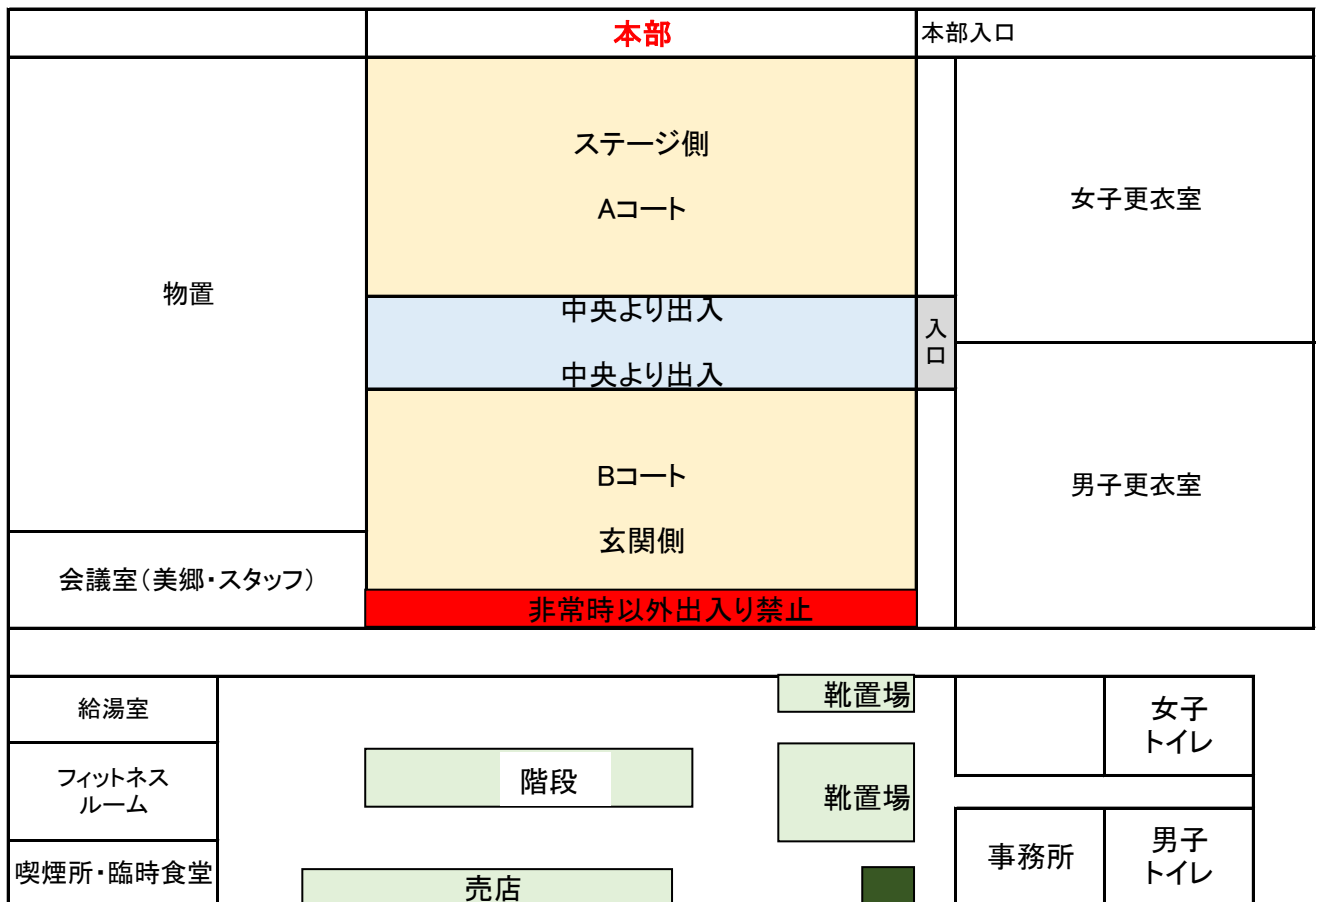 本部
本部入口
ステージ側
Aコート
女子更衣室
物置
中央より出入
中央より出入
入
口
Bコート
玄関側
男子更衣室
会議室（美郷・スタッフ）
非常時以外出入り禁止
給湯室
靴置場
女子
トイレ
フィットネス
ルーム
階段
靴置場
事務所
男子
トイレ
喫煙所・臨時食堂
売店